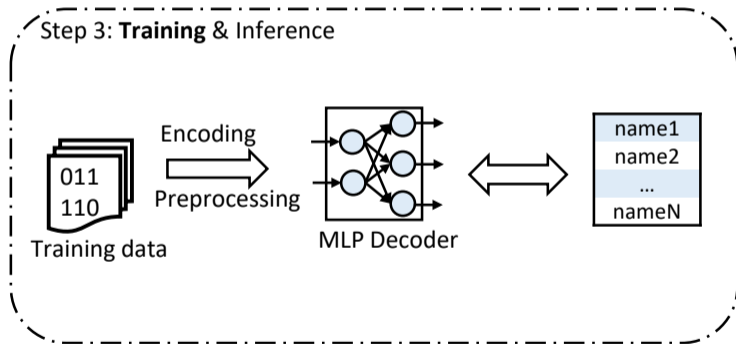 Step 3: Training & Inference
Encoding
Preprocessing
011
110
Training data
MLP Decoder
name1
name2
...
nameN